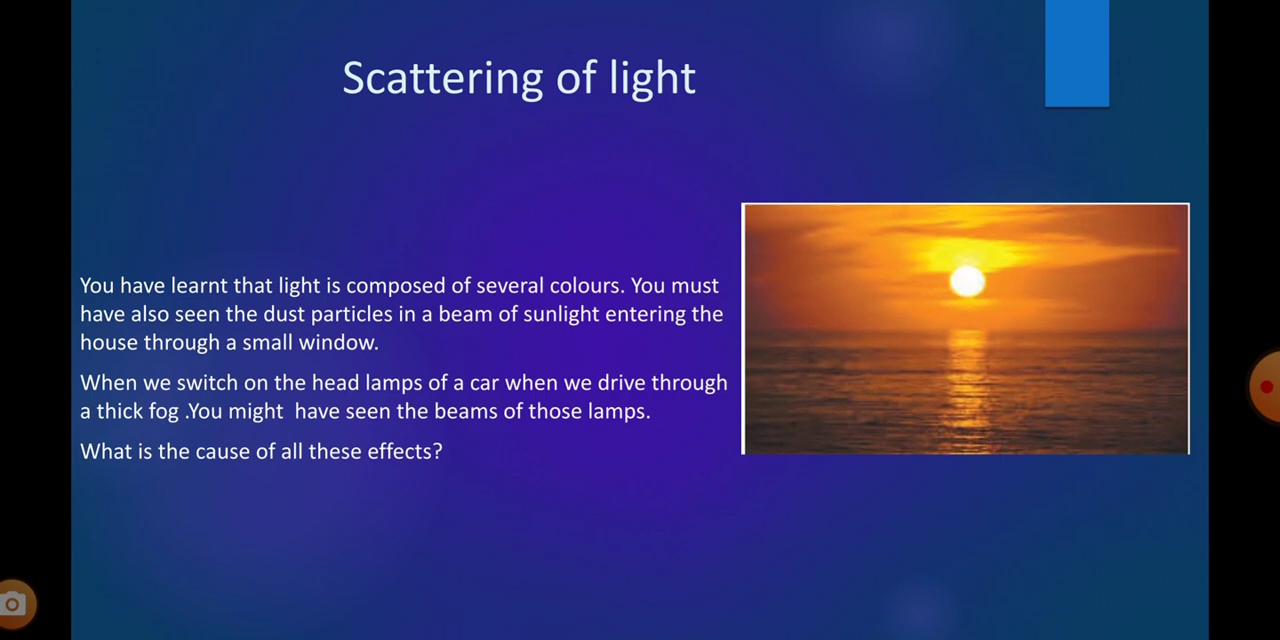 Scattering of light
You have learnt that light is composed of several colours. You must
have also seen the dust particles in a beam of sunlight entering the
house through a small window.
When we switch on the head lamps of a car when we drive through
a thick fog .You might  have seen the beams of those lamps.
What is the cause of all these effects?